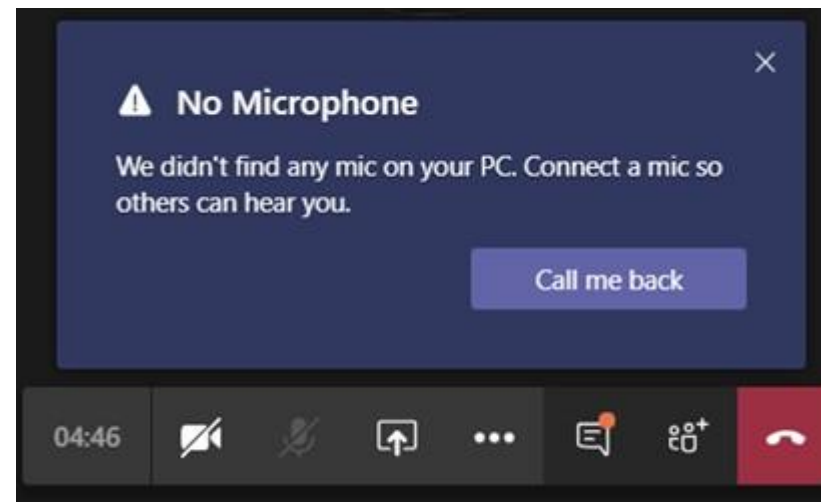 No Microphone
We didn't find any mic on your PC. Connect a mic so
others can hear you.
Call me back
04:46